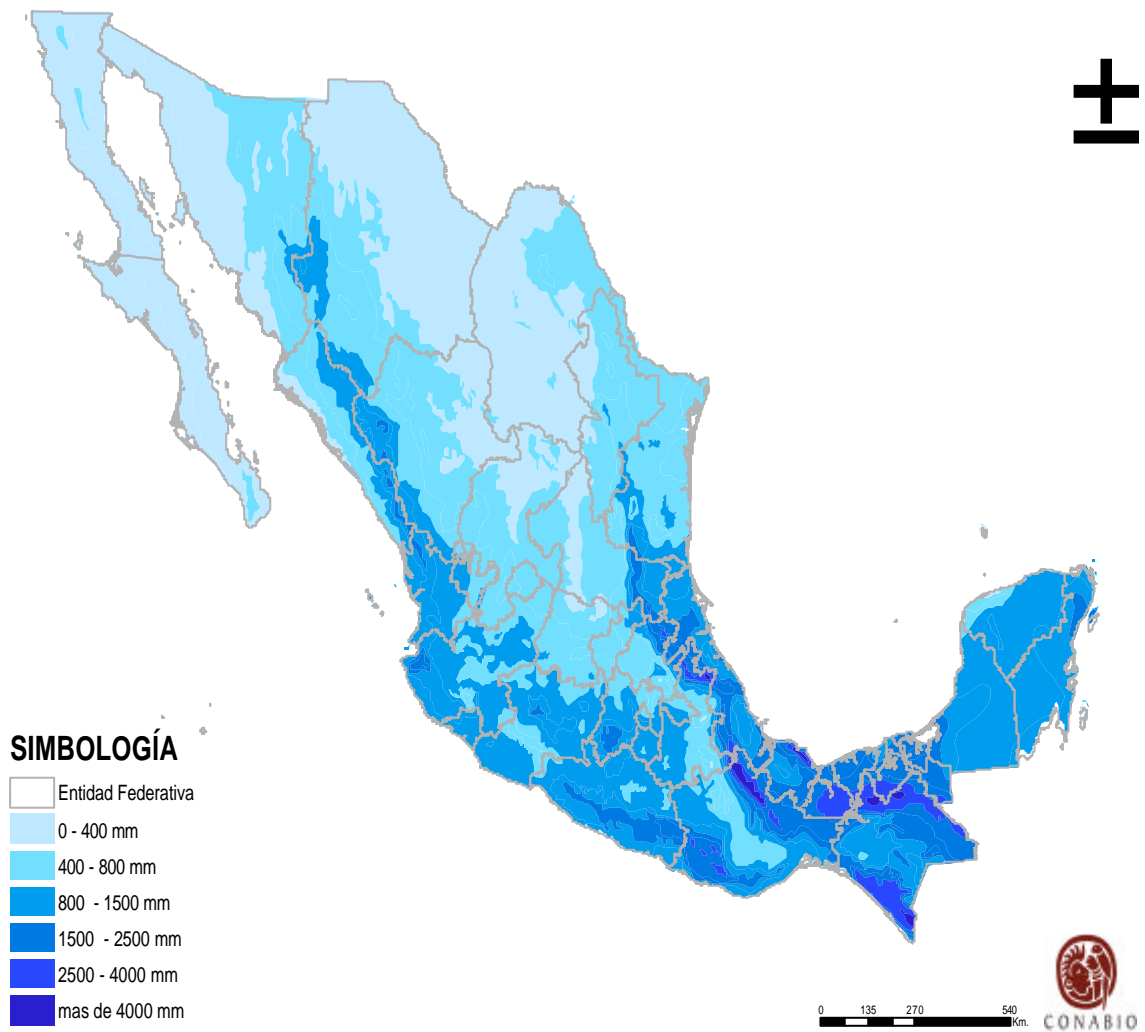 SIMBOLOGÍA
Entidad Federativa
0 - 400 mm
400 - 800 mm
800 - 1500 mm
1500 - 2500 mm
2500 - 4000 mm
mas de 4000 mm
0 135 270 540
Km.
CONABIO